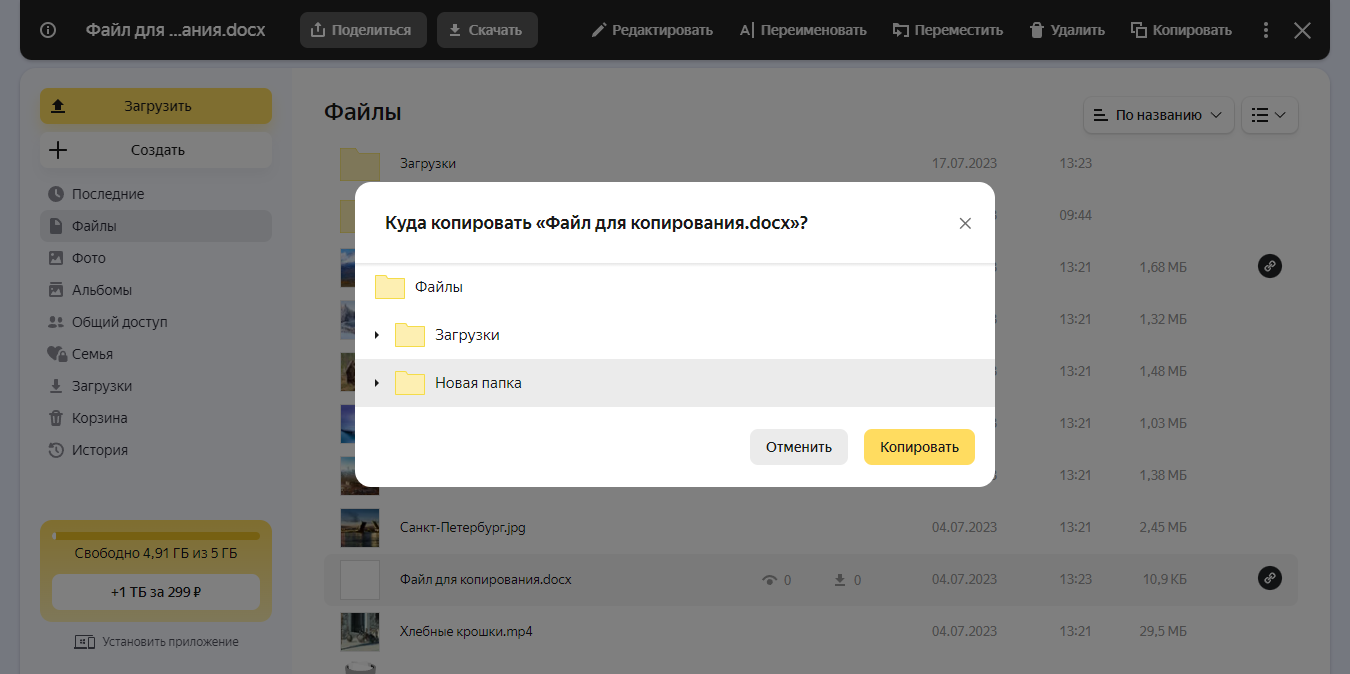 Файл для ...ания.docx Поделиться Скачать Редактировать Переименовать Переместить Удалить Копировать
Загрузить
Создать
Последние
Файлы
Фото
Альбомы
Общий доступ
Семья
Загрузки
Корзина
История
Свободно 4,91 ГБ из 5 ГБ
+1 ТБ за 299 ₽
Установить приложение
Файлы
По названию
Загрузки 17.07.2023 13:23
09:44
13:21 1,68 МБ
13:21 1,32 МБ
13:21 1,48 МБ
13:21 1,03 МБ
13:21 1,38 МБ
Санкт-Петербург.jpg 04.07.2023 13:21 2,45 МБ
Файл для копирования.docx 0 0 04.07.2023 13:23 10,9 КБ
Хлебные крошки.mp4 04.07.2023 13:21 29,5 МБ
Куда копировать «Файл для копирования.docx»?
Файлы
Загрузки
Новая папка
Отменить Копировать